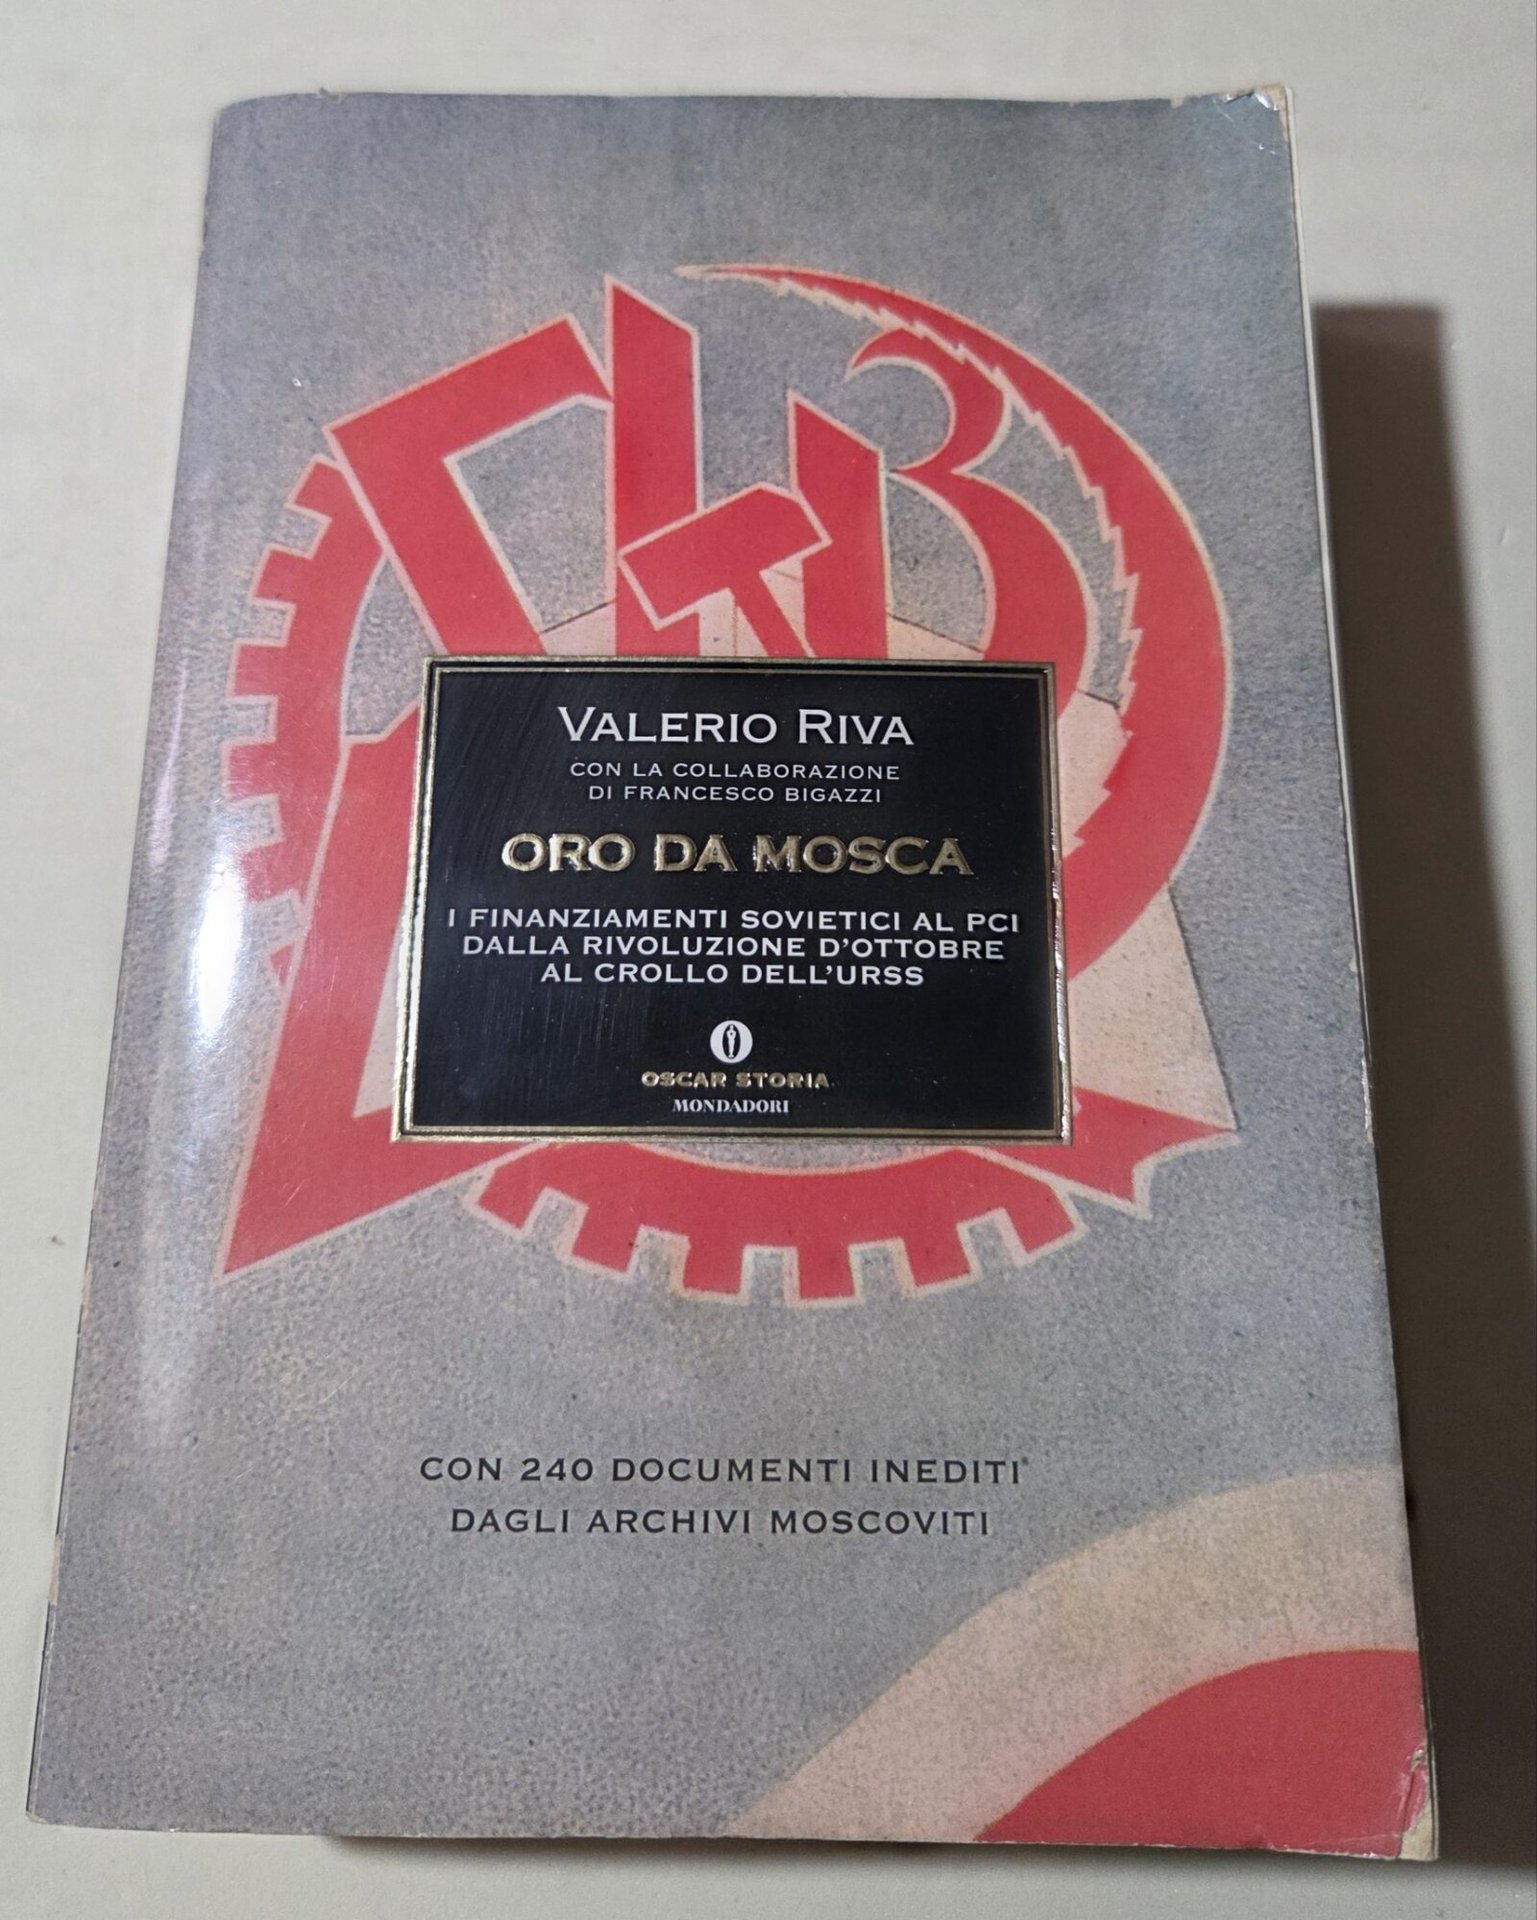 VALERIO RIVA
CON LA COLLABORAZIONE
DI FRANCESCO BIGAZZI
ORO DA MOSCA
I FINANZIAMENTI SOVIETICI AL PCI
DALLA RIVOLUZIONE D'OTTOBRE
AL CROLLO DELL'URSS
OSCAR STORIA
MONDADORI
CON 240 DOCUMENTI INEDITI
DAGLI ARCHIVI MOSCOVITI